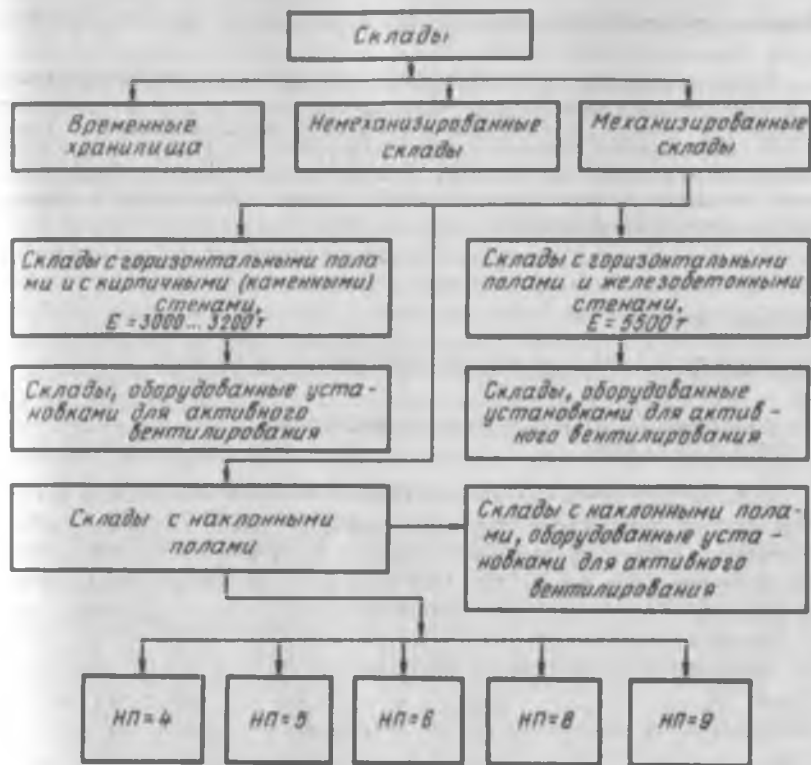 Склады
Временные
хранилища
Немеханизированные
склады
Механизированные
склады
Склады с горизонтальными пола
ми и с кирпичными (каменными)
стенами,
Е = 3000... 3200 т
Склады с горизонтальными
полами и железобетонными
стенами,
Е = 5500 т
Склады, оборудованные уста-
новками для активного
вентилирования
Склады, оборудованные
установками для актив-
ного вентилирования
Склады с наклонными
полами
Склады с наклонными пола-
ми, оборудованные уста-
новками для активного
вентилирования
НП=4
НП=5
НП=6
НП=8
НП=9